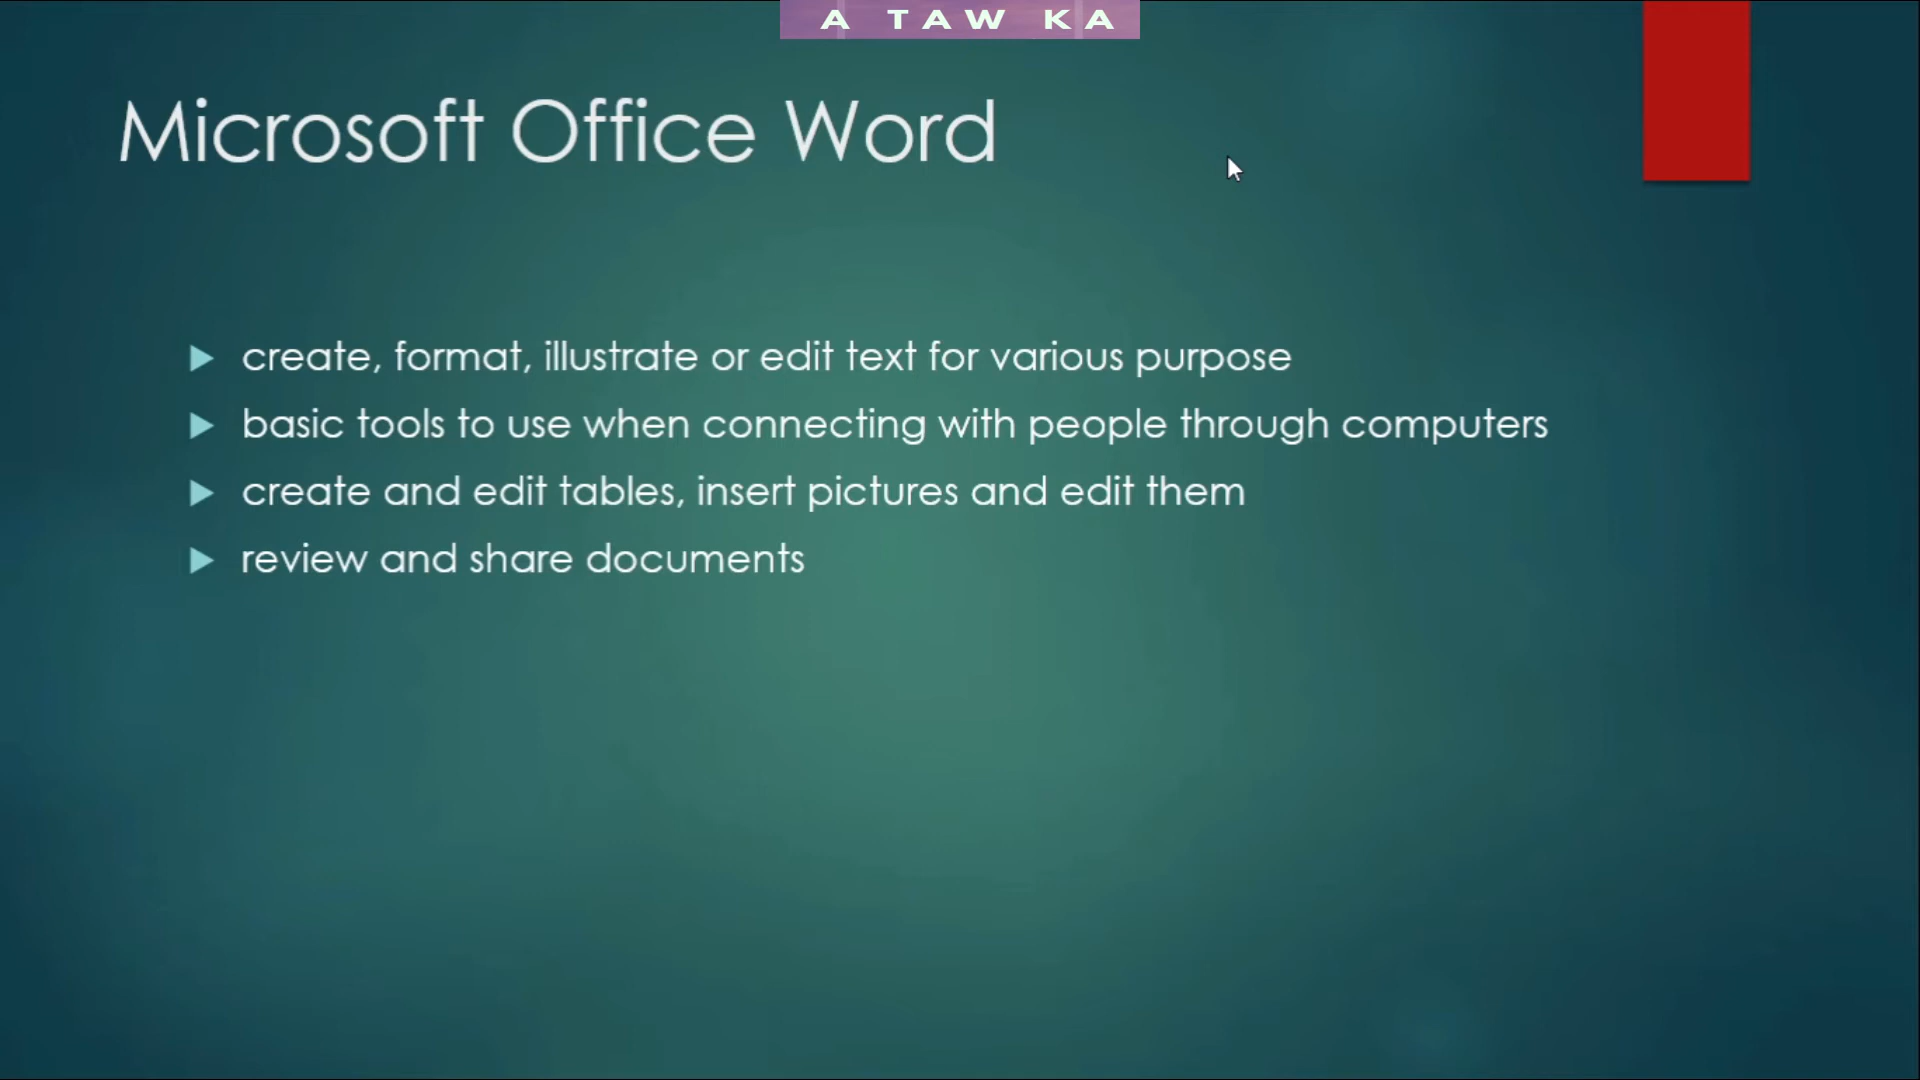 A TAW KA
Microsoft Office Word
create, format, illustrate or edit text for various purpose
basic tools to use when connecting with people through computers
create and edit tables, insert pictures and edit them
review and share documents